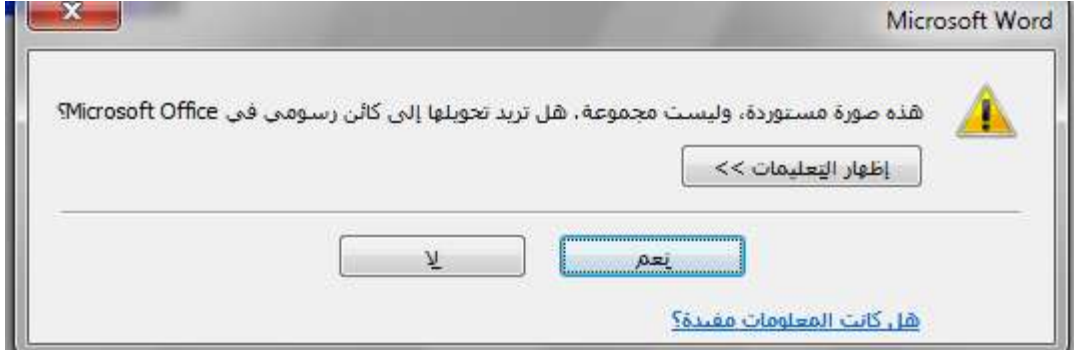 Microsoft Word
هذه صورة مستوردة، وليست مجموعة. هل تريد تحويلها إلى كائن رسومي في Microsoft Office؟
إظهار التعليمات >>
نعم
لا
هل كانت المعلومات مفيدة؟